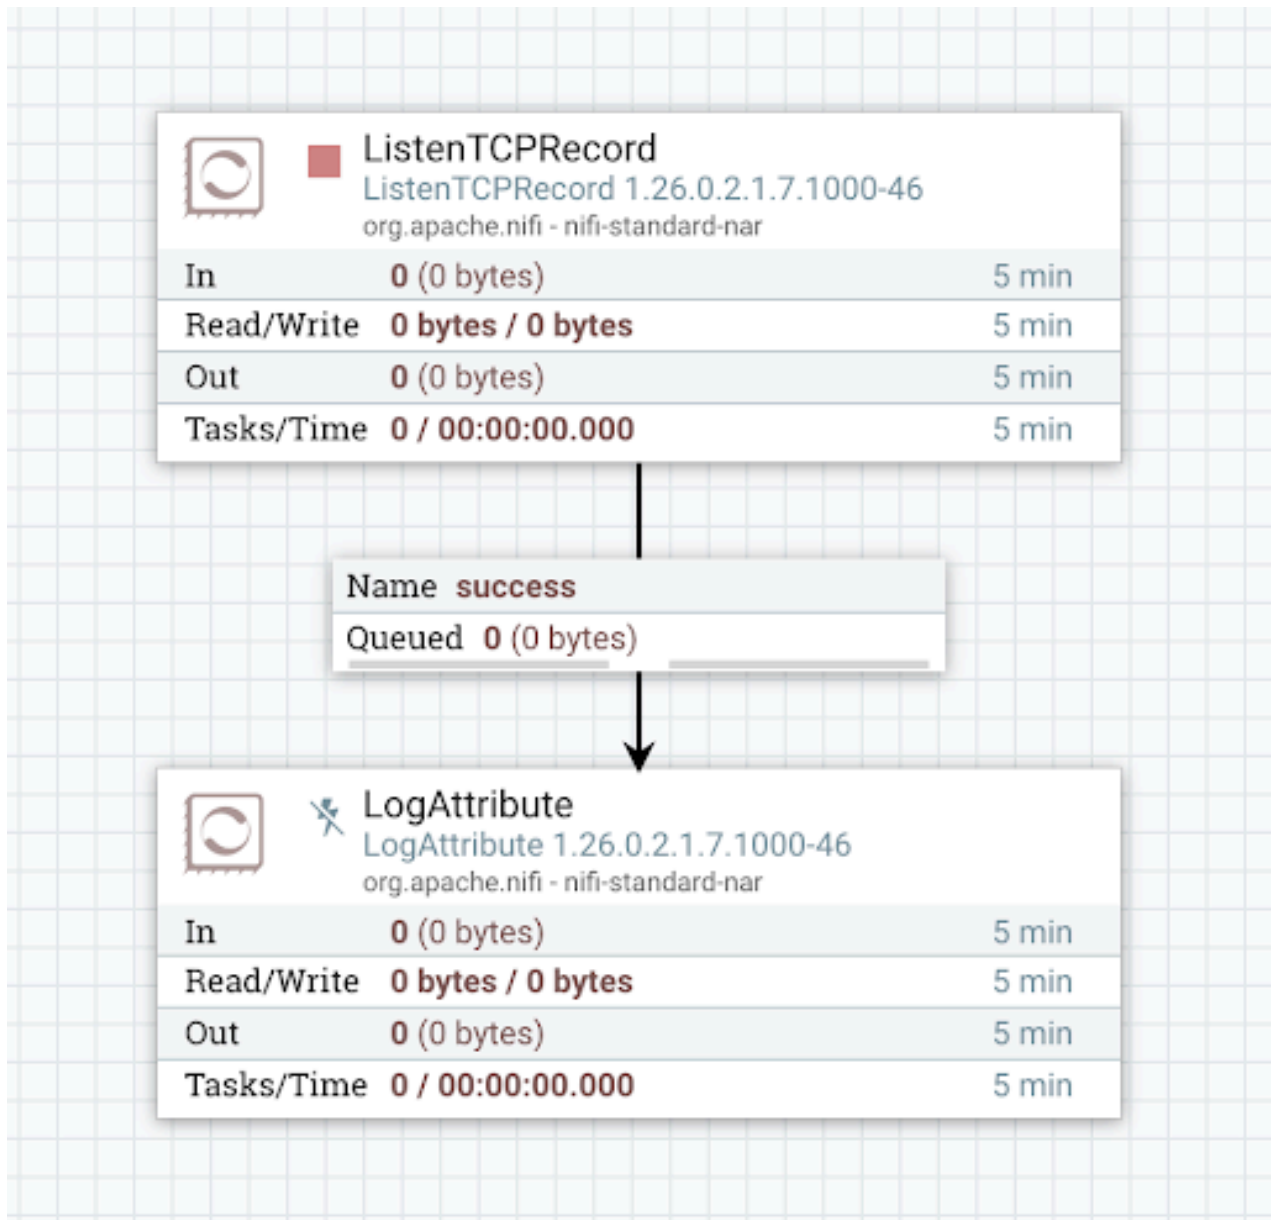 ListenTCPRecord
ListenTCPRecord 1.26.0.2.1.7.1000-46
org.apache.nifi - nifi-standard-nar
In 0 (0 bytes) 5 min
Read/Write 0 bytes / 0 bytes 5 min
Out 0 (0 bytes) 5 min
Tasks/Time 0 / 00:00:00.000 5 min
Name success
Queued 0 (0 bytes)
LogAttribute
LogAttribute 1.26.0.2.1.7.1000-46
org.apache.nifi - nifi-standard-nar
In 0 (0 bytes) 5 min
Read/Write 0 bytes / 0 bytes 5 min
Out 0 (0 bytes) 5 min
Tasks/Time 0 / 00:00:00.000 5 min